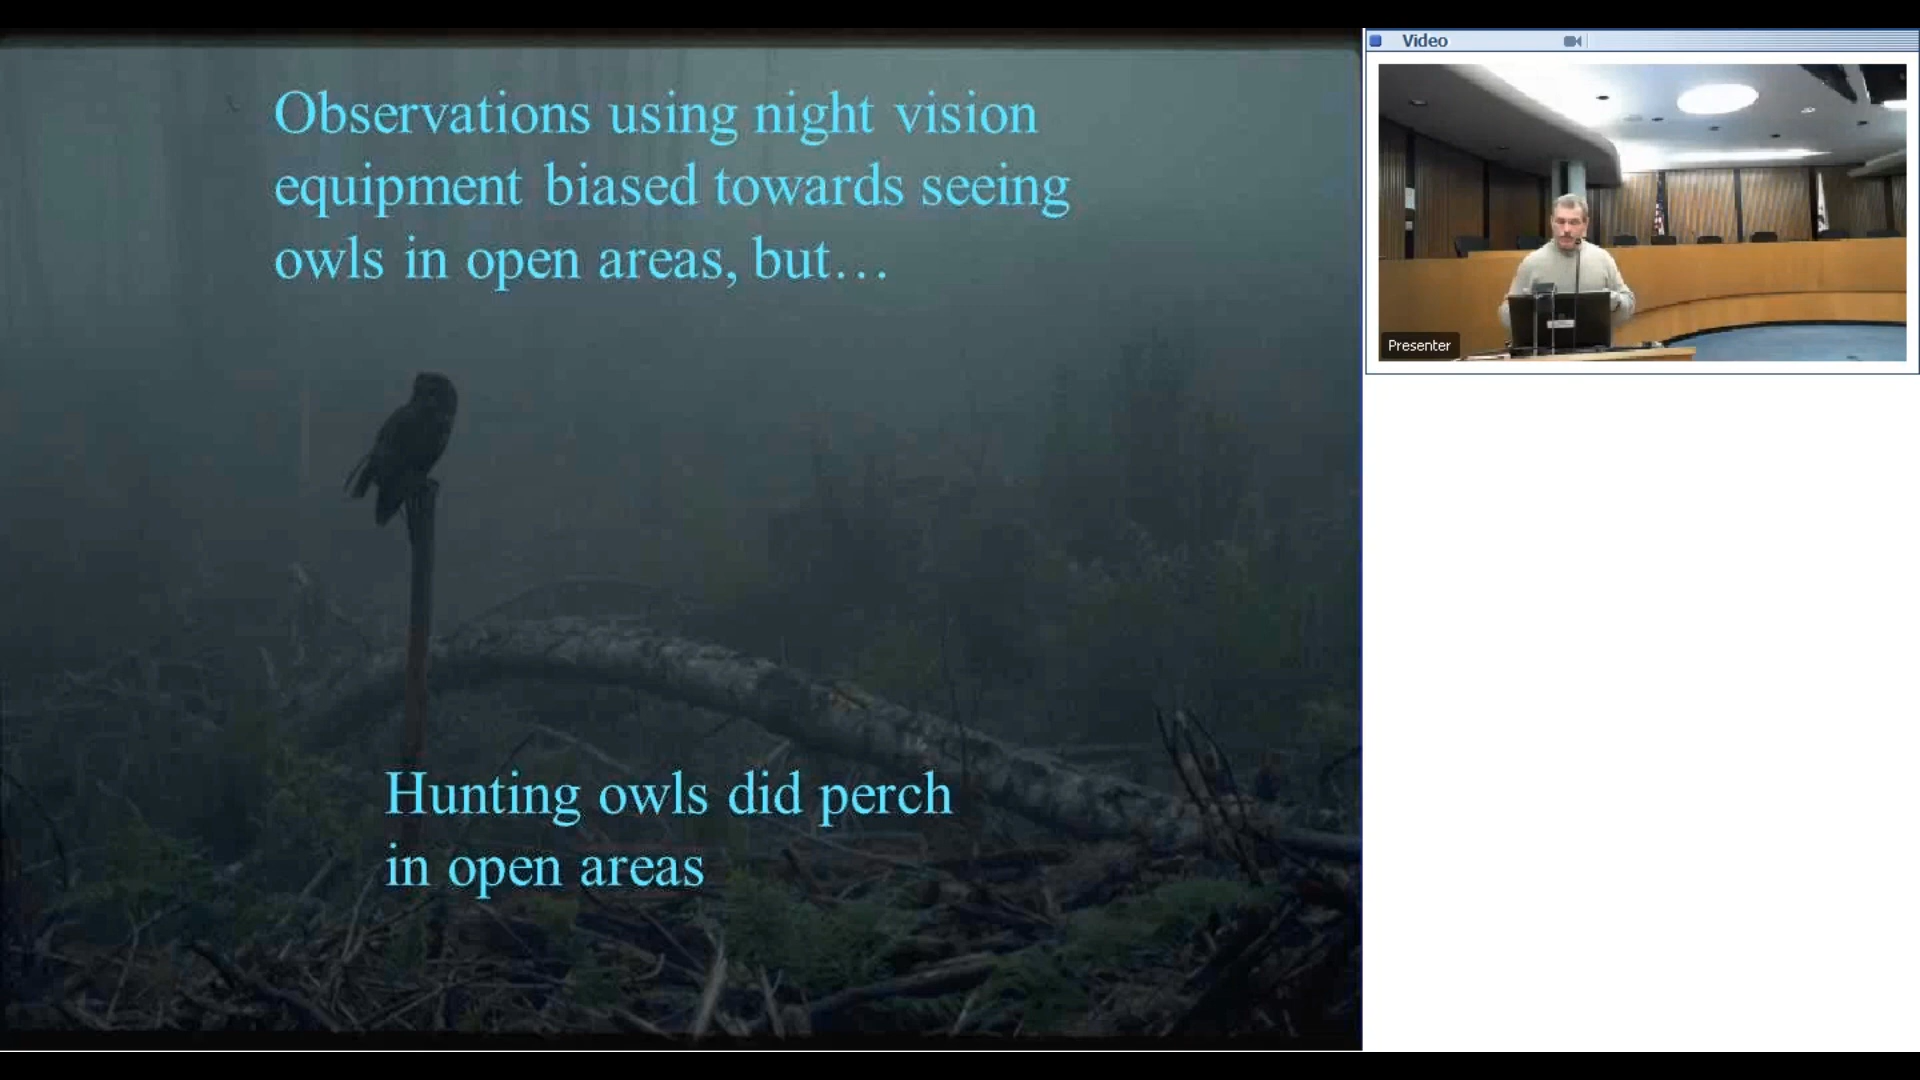 Observations using night vision
equipment biased towards seeing
owls in open areas, but…
Hunting owls did perch
in open areas
Video
Presenter